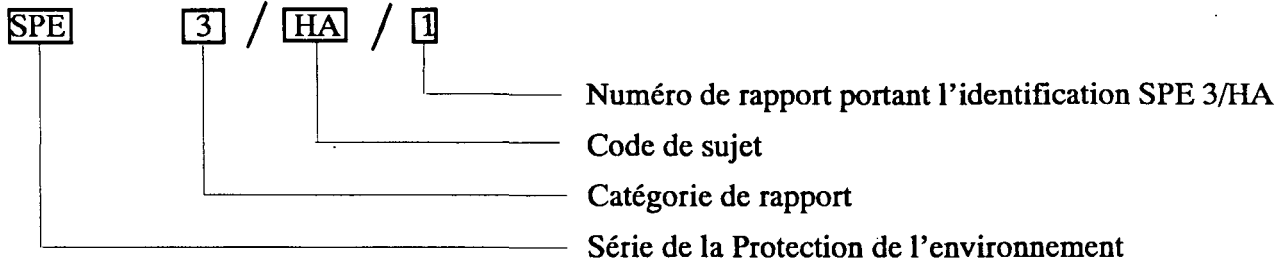 SPE 3 / HA / 1
Numéro de rapport portant l'identification SPE 3/HA
Code de sujet
Catégorie de rapport
Série de la Protection de l'environnement